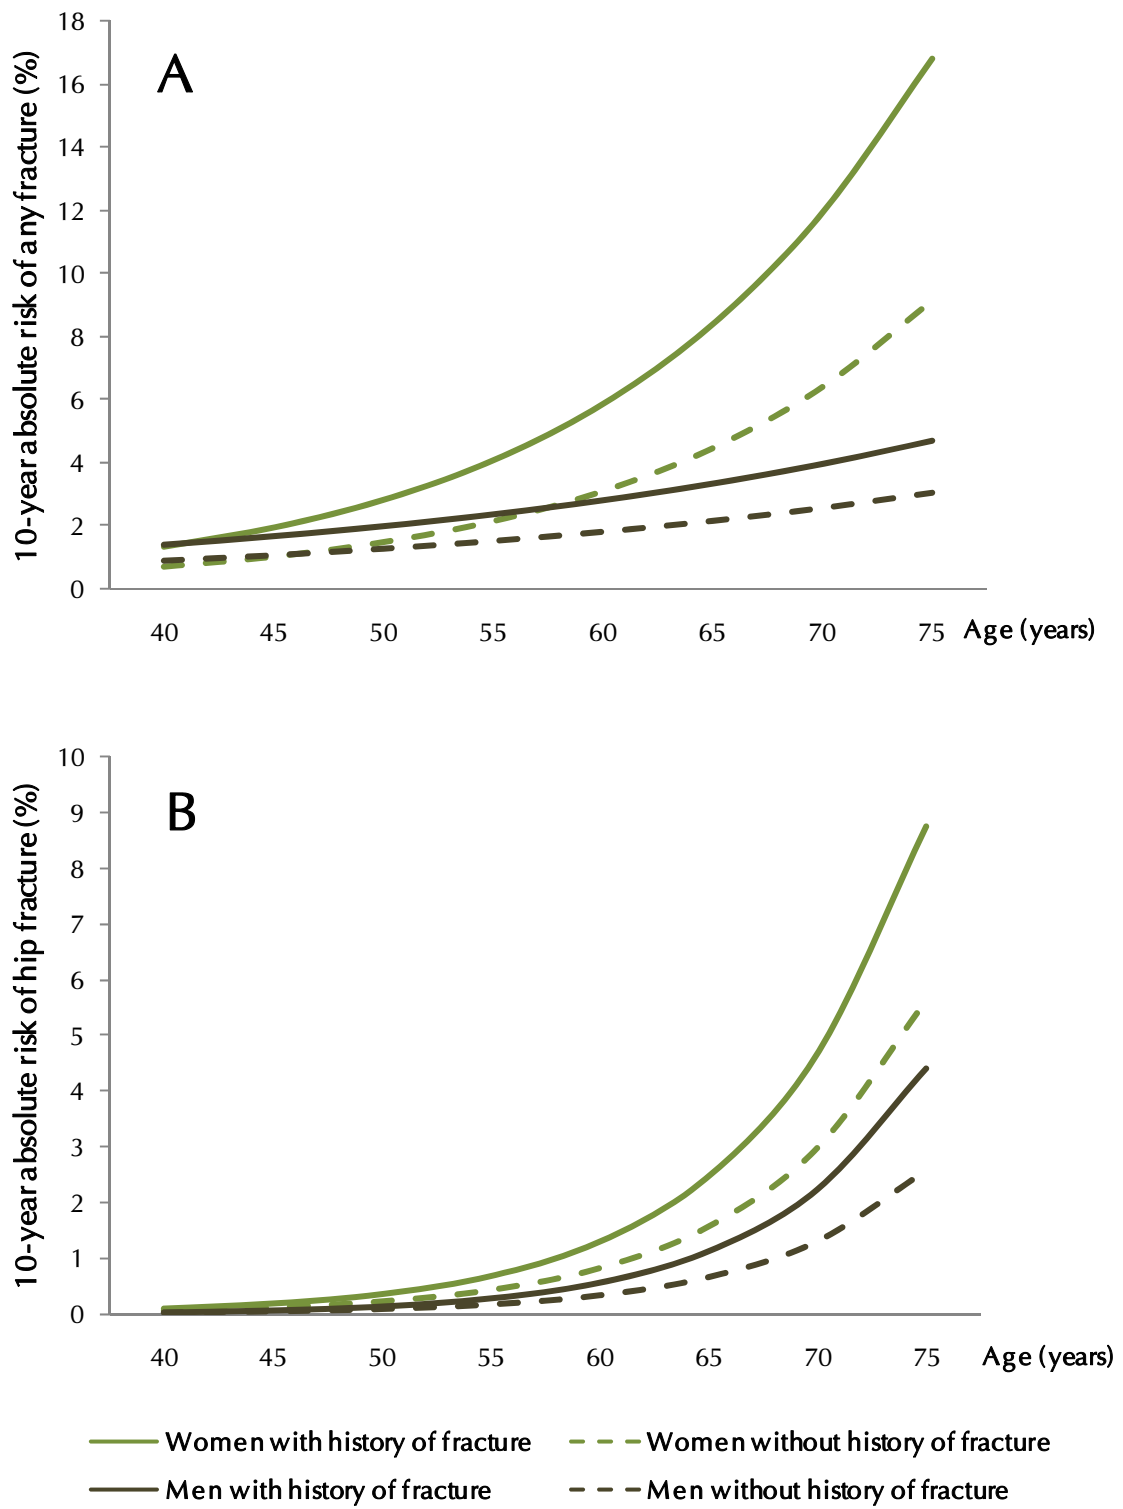 18
A
16
14
12
10
8
6
4
2
0
10-year absolute risk of any fracture (%)
40 45 50 55 60 65 70 75 Age (years)
10
B
9
8
7
6
5
4
3
2
1
0
10-year absolute risk of hip fracture (%)
40 45 50 55 60 65 70 75 Age (years)
Women with history of fracture Women without history of fracture
Men with history of fracture Men without history of fracture